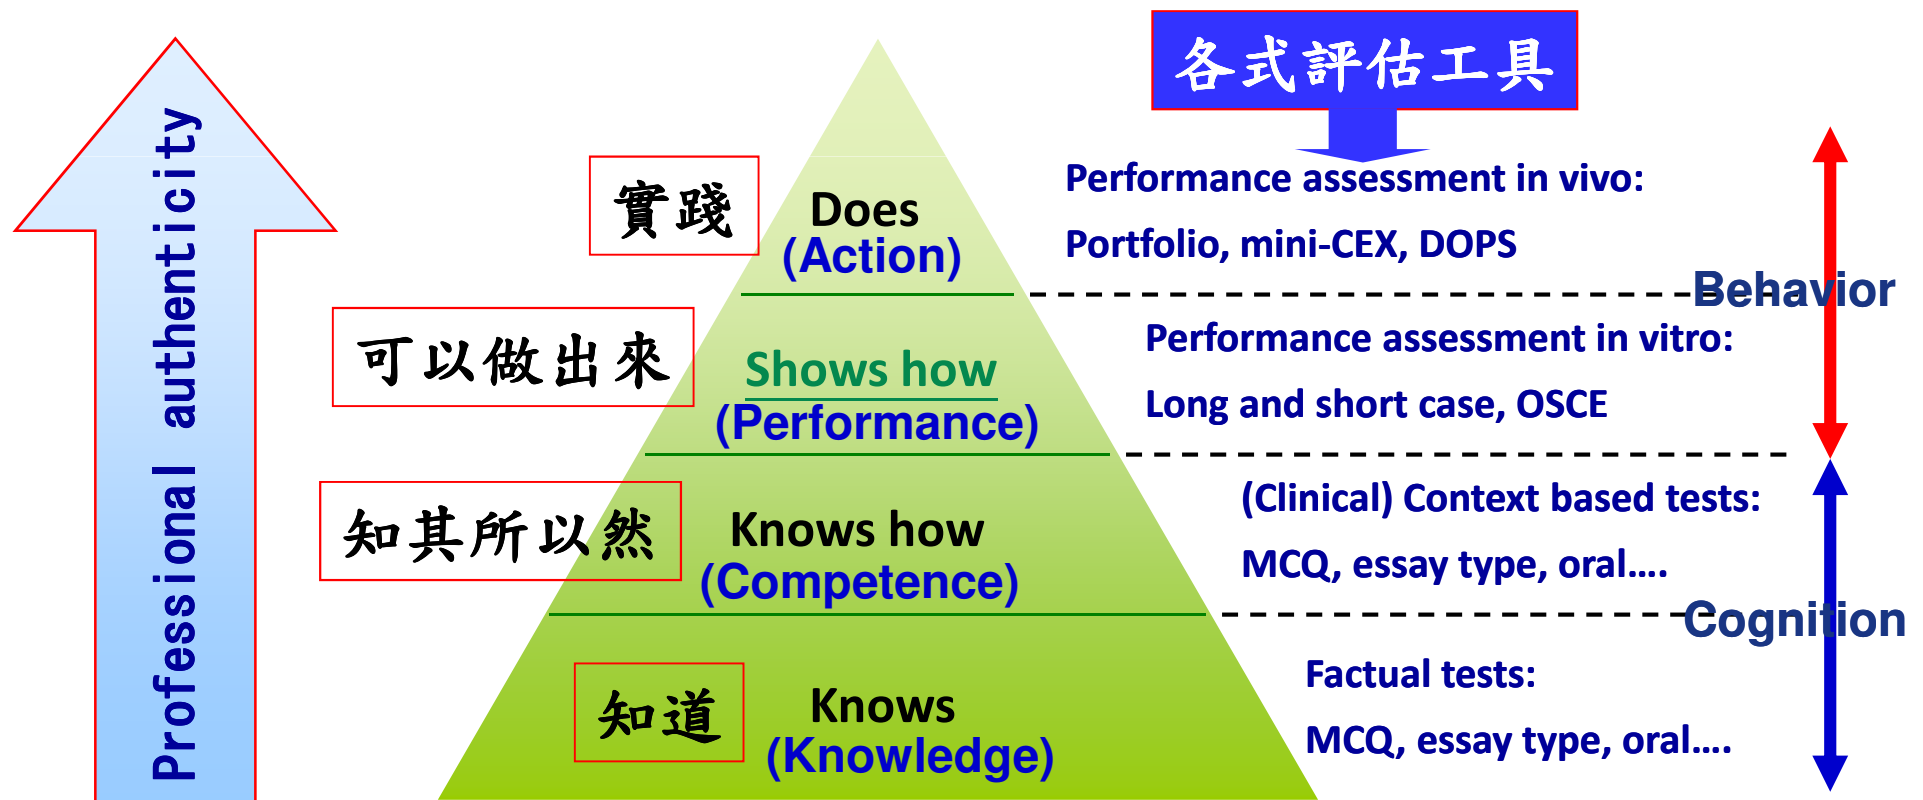 Professional authenticity
各式評估工具
實踐
Does
(Action)
Performance assessment in vivo:
Portfolio, mini-CEX, DOPS
Behavior
可以做出來
Shows how
(Performance)
Performance assessment in vitro:
Long and short case, OSCE
知其所以然
Knows how
(Competence)
(Clinical) Context based tests:
MCQ, essay type, oral....
Cognition
知道
Knows
(Knowledge)
Factual tests:
MCQ, essay type, oral....